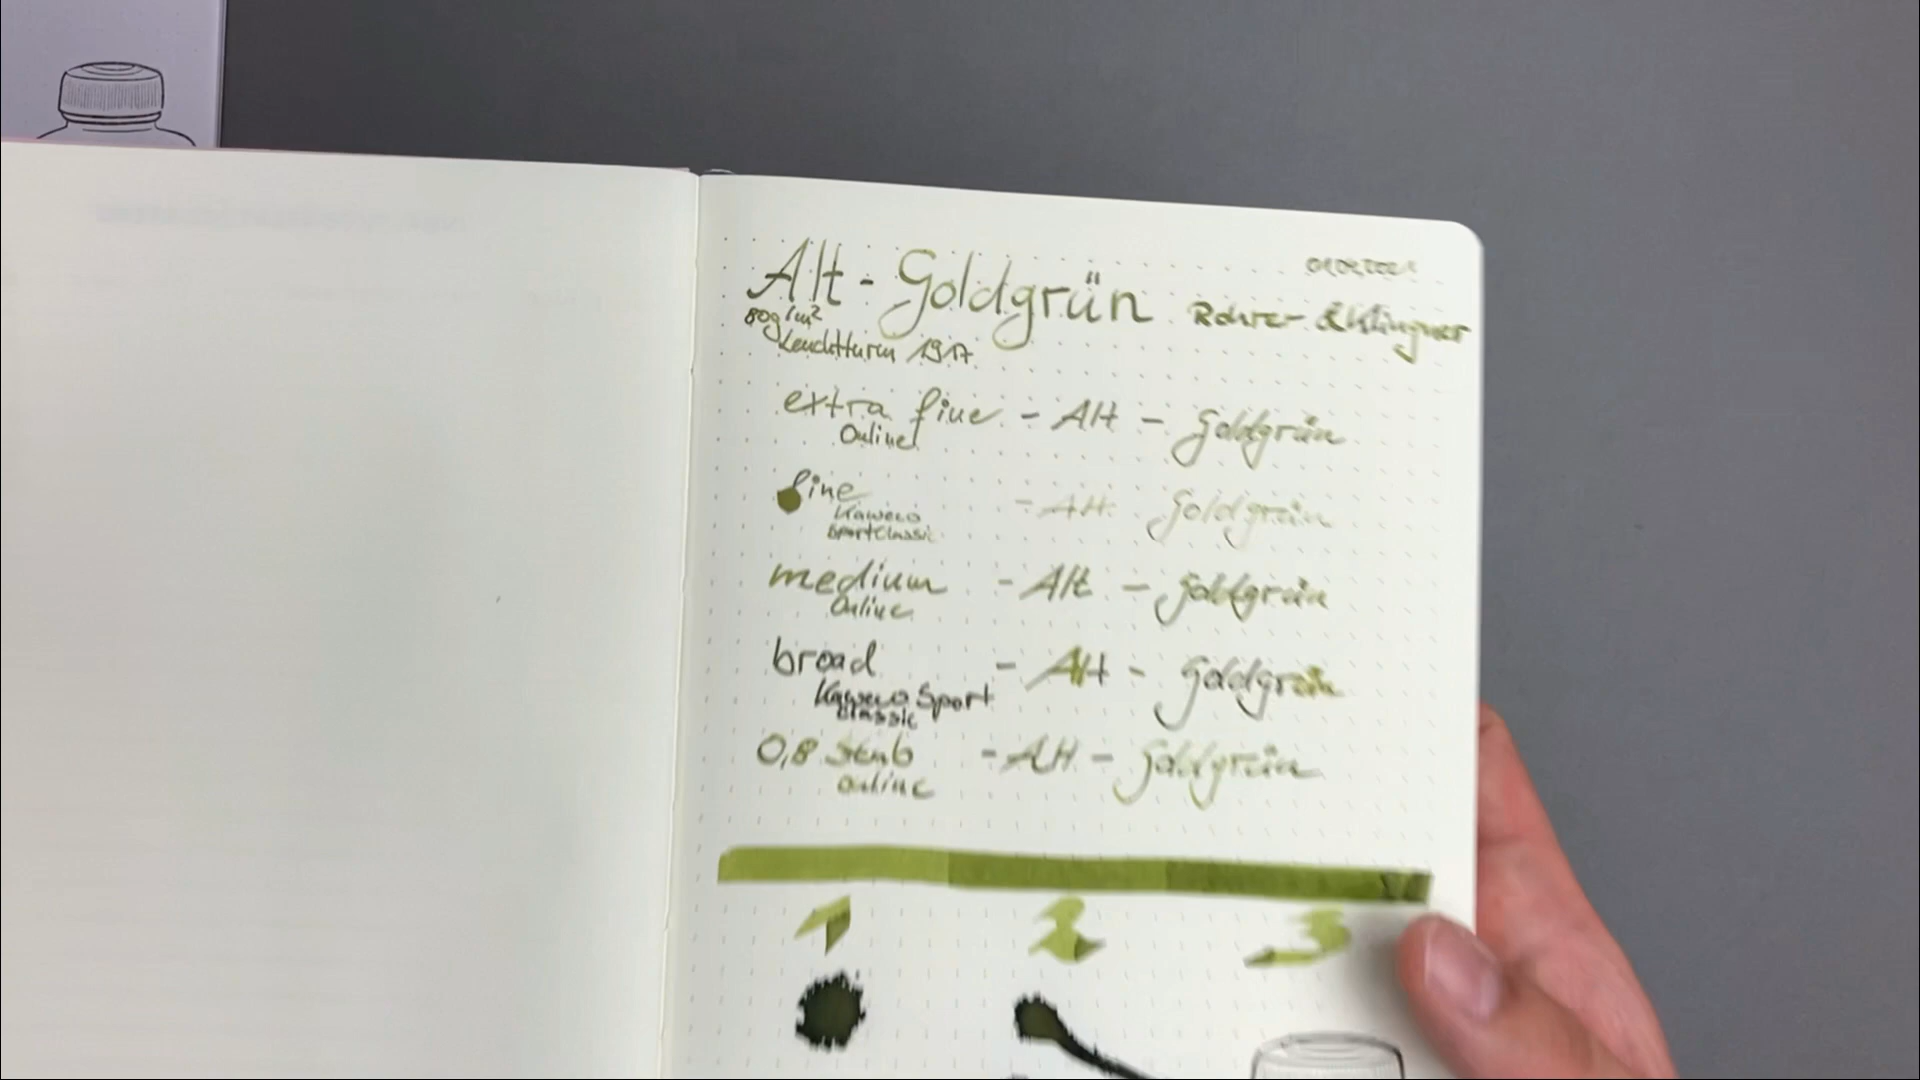 Alt - Goldgrün Rohrer & Klingner
80g/m²
Leuchtturm 1917
extra fine - Alt - Goldgrün
Online
fine - Alt Goldgrün
Kaweco
Sport Classic
medium - Alt - Goldgrün
Online
broad - Alt - Goldgrün
Kaweco Sport
Classic
0,8 Stub - Alt - Goldgrün
Online
1 2 3